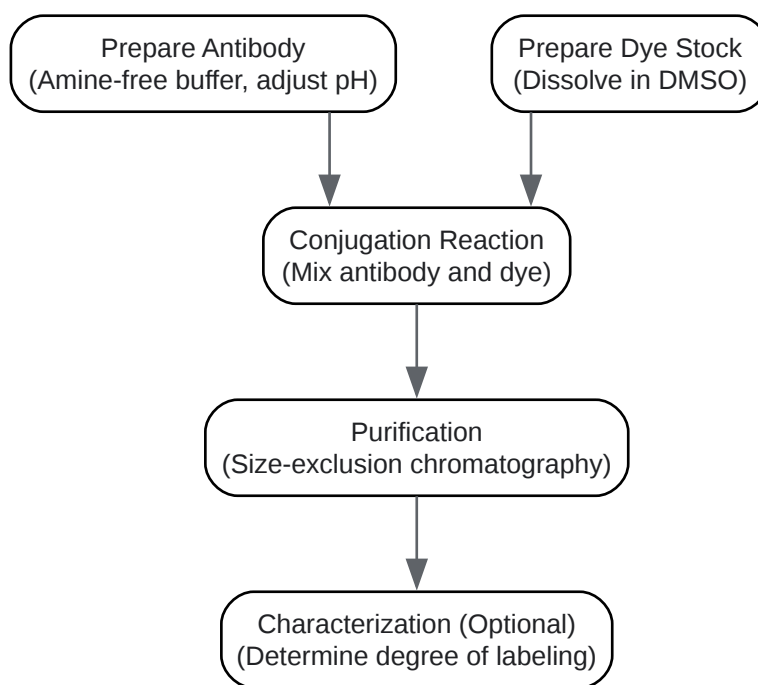 Prepare Antibody
(Amine-free buffer, adjust pH)
Prepare Dye Stock
(Dissolve in DMSO)
Conjugation Reaction
(Mix antibody and dye)
Purification
(Size-exclusion chromatography)
Characterization (Optional)
(Determine degree of labeling)